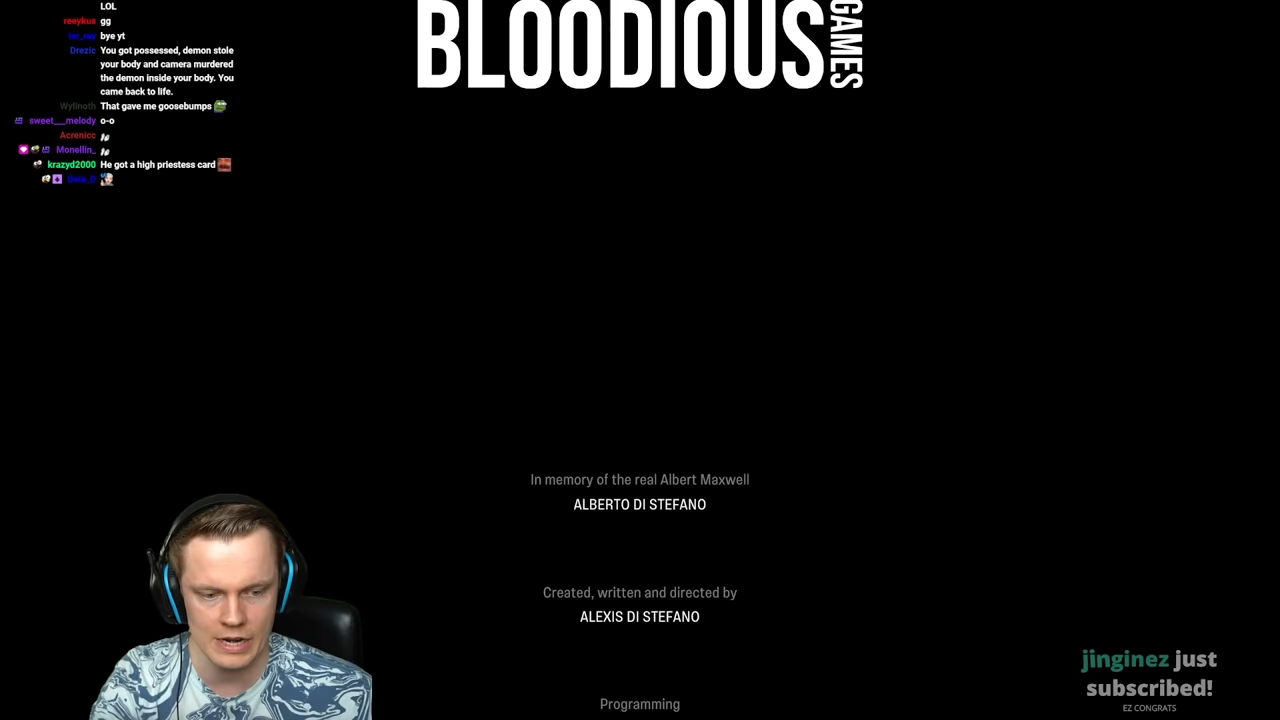 LOL
reeykus gg
bye yt
Drezic You got possessed, demon stole
your body and camera murdered
the demon inside your body. You
came back to life.
Wylinoth That gave me goosebumps
sweet__melody o-o
Acrenicc
Monellin_
krazyd2000 He got a high priestess card
BLOODIOUS
GAMES
In memory of the real Albert Maxwell
ALBERTO DI STEFANO
Created, written and directed by
ALEXIS DI STEFANO
Programming
jinginez just
subscribed!
EZ CONGRATS